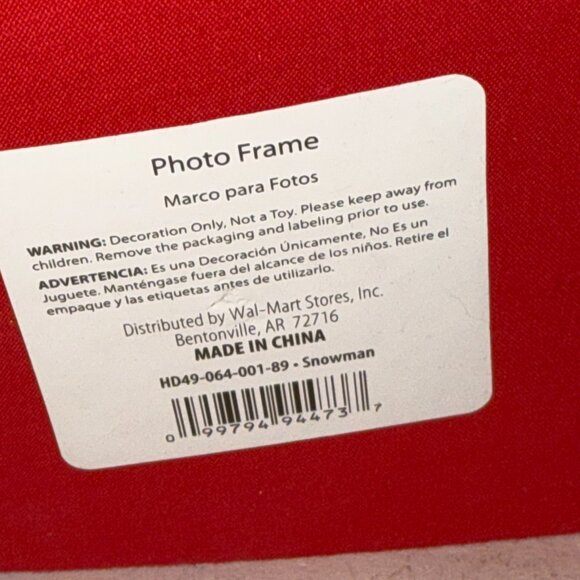 Photo Frame
Marco para Fotos
WARNING: Decoration Only, Not a Toy. Please keep away from
children. Remove the packaging and labeling prior to use.
ADVERTENCIA: Es una Decoración Únicamente, No Es un
Juguete. Manténgase fuera del alcance de los niños. Retire el
empaque y las etiquetas antes de utilizarlo.
Distributed by Wal-Mart Stores, Inc.
Bentonville, AR 72716
MADE IN CHINA
HD49-064-001-89 • Snowman
0 99794 94473 7